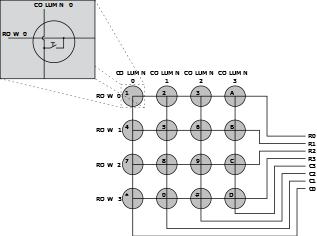 COLUMN 0
ROW 0
COLUMN COLUMN COLUMN COLUMN
0 1 2 3
ROW 0 1 2 3 A
ROW 1 4 5 6 B
ROW 2 7 8 9 C
ROW 3 * 0 # D
R0
R1
R2
R3
C3
C2
C1
C0